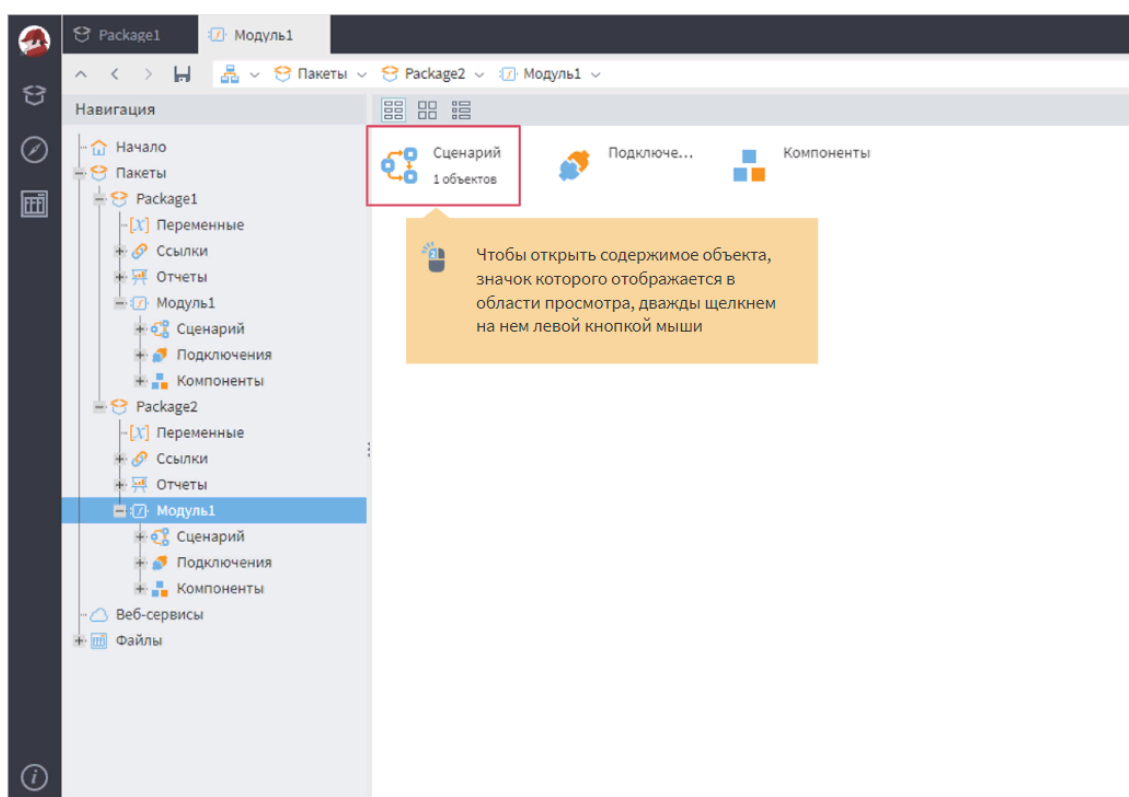 Package1
Модуль1
Пакеты
Package2
Модуль1
Навигация
Начало
Пакеты
Package1
[X] Переменные
Ссылки
Отчеты
Модуль1
Сценарий
Подключения
Компоненты
Package2
[X] Переменные
Ссылки
Отчеты
Модуль1
Сценарий
Подключения
Компоненты
Веб-сервисы
Файлы
Сценарий
1 объектов
Подключе...
Компоненты
2
Чтобы открыть содержимое объекта,
значок которого отображается в
области просмотра, дважды щелкнем
на нем левой кнопкой мыши